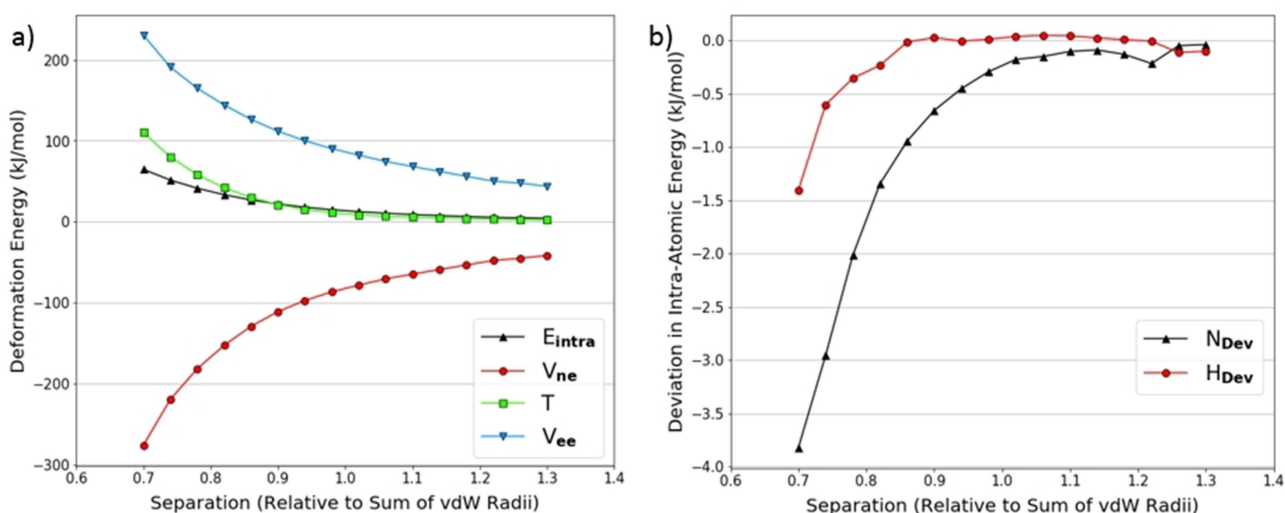 a)
Deformation Energy (kJ/mol)
200
100
0
−100
−200
−300
0.6 0.7 0.8 0.9 1.0 1.1 1.2 1.3 1.4
Separation (Relative to Sum of vdW Radii)
Eintra
Vne
T
Vee
b)
Deviation in Intra-Atomic Energy (kJ/mol)
0.0
−0.5
−1.0
−1.5
−2.0
−2.5
−3.0
−3.5
−4.0
0.6 0.7 0.8 0.9 1.0 1.1 1.2 1.3 1.4
Separation (Relative to Sum of vdW Radii)
NDev
HDev